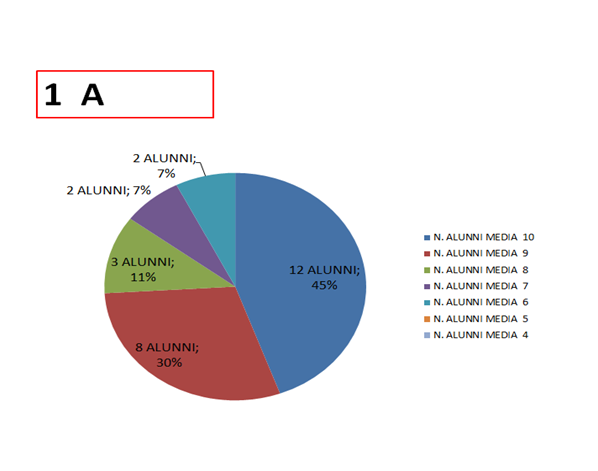 1 A
2 ALUNNI;
7%
2 ALUNNI; 7%
3 ALUNNI;
11%
12 ALUNNI;
45%
8 ALUNNI;
30%
N. ALUNNI MEDIA 10
N. ALUNNI MEDIA 9
N. ALUNNI MEDIA 8
N. ALUNNI MEDIA 7
N. ALUNNI MEDIA 6
N. ALUNNI MEDIA 5
N. ALUNNI MEDIA 4